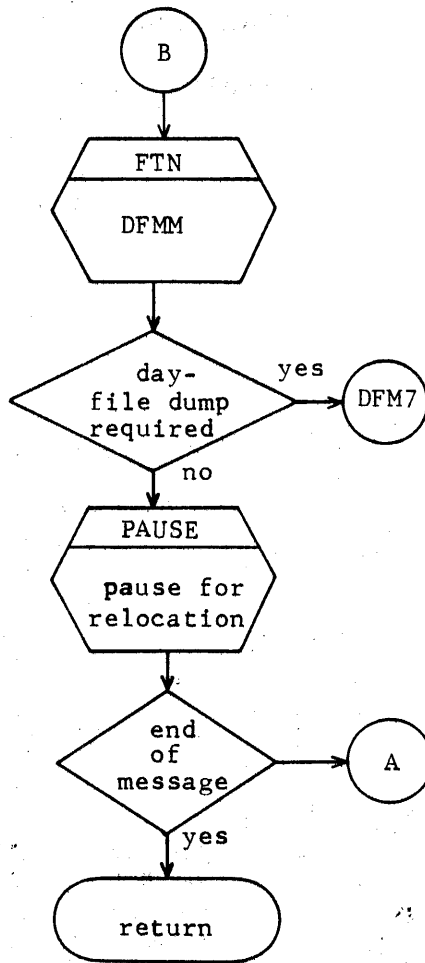 B
FTN
DFMM
day-
file dump
required
yes
DFM7
no
PAUSE
pause for
relocation
end
of
message
A
yes
return